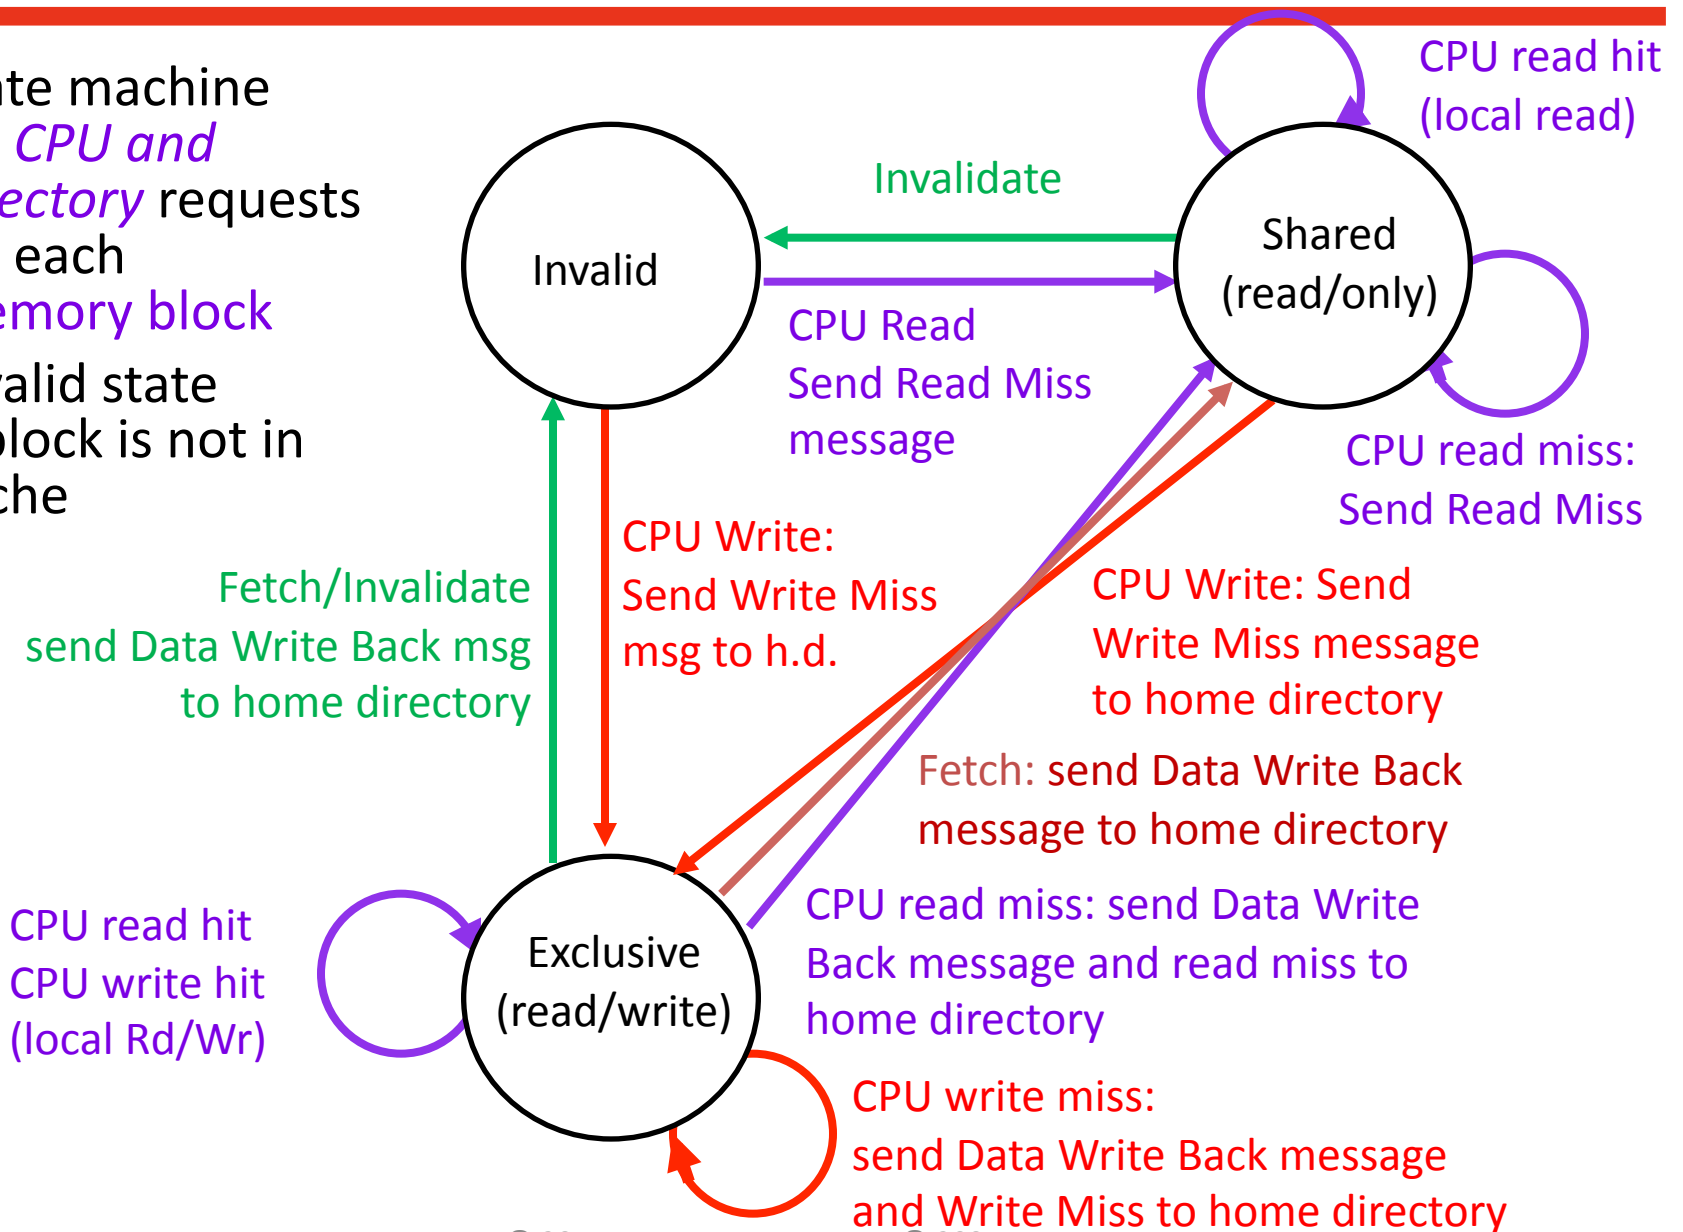 ate machine
CPU and
ectory requests
each
emory block
valid state
block is not in
che
Invalid
Invalidate
Shared
(read/only)
CPU read hit
(local read)
CPU Read
Send Read Miss
message
CPU read miss:
Send Read Miss
CPU Write:
Send Write Miss
msg to h.d.
Fetch/Invalidate
send Data Write Back msg
to home directory
CPU Write: Send
Write Miss message
to home directory
Fetch: send Data Write Back
message to home directory
CPU read miss: send Data Write
Back message and read miss to
home directory
CPU read hit
CPU write hit
(local Rd/Wr)
Exclusive
(read/write)
CPU write miss:
send Data Write Back message
and Write Miss to home directory